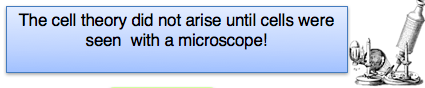 The cell theory did not arise until cells were
seen  with a microscope!